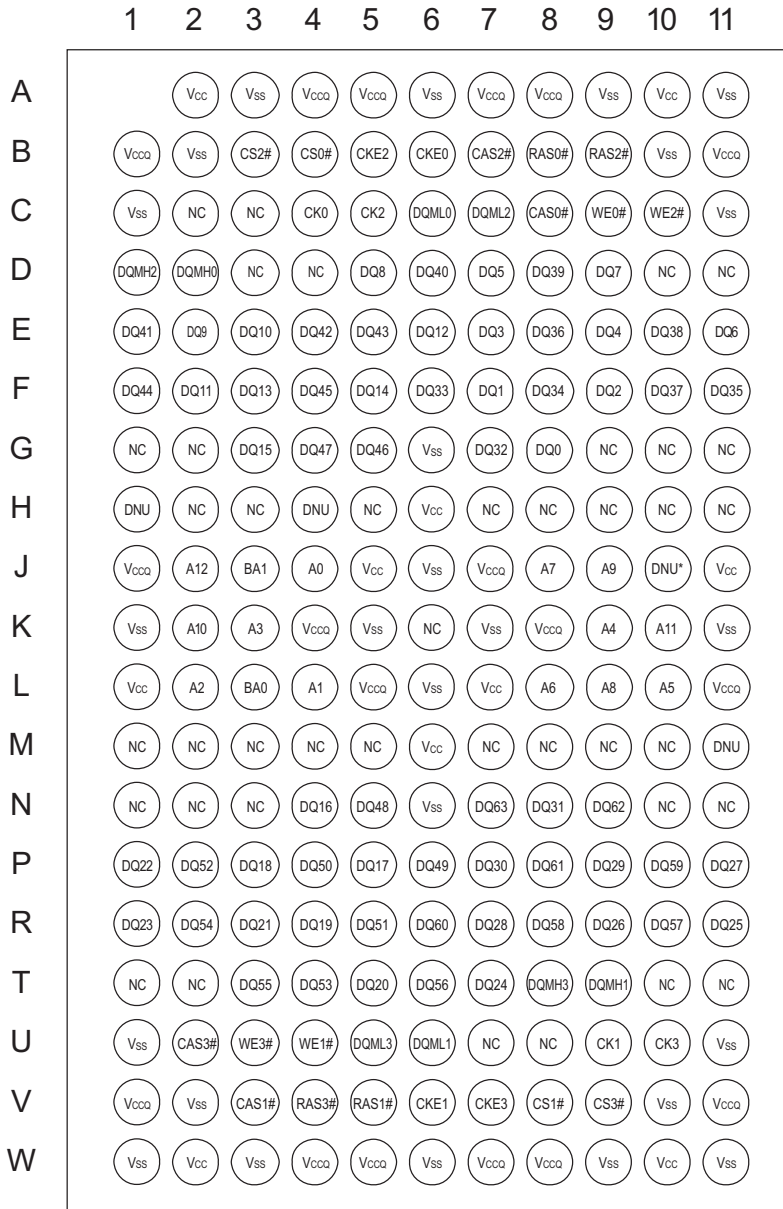 1 2 3 4 5 6 7 8 9 10 11
A Vcc Vss VccQ VccQ Vss VccQ VccQ Vss Vcc Vss
B VccQ Vss CS2# CS0# CKE2 CKE0 CAS2# RAS0# RAS2# Vss VccQ
C Vss NC NC CK0 CK2 DQML0 DQML2 CAS0# WE0# WE2# Vss
D DQMH2 DQMH0 NC NC DQ8 DQ40 DQ5 DQ39 DQ7 NC NC
E DQ41 DQ9 DQ10 DQ42 DQ43 DQ12 DQ3 DQ36 DQ4 DQ38 DQ6
F DQ44 DQ11 DQ13 DQ45 DQ14 DQ33 DQ1 DQ34 DQ2 DQ37 DQ35
G NC NC DQ15 DQ47 DQ46 Vss DQ32 DQ0 NC NC NC
H DNU NC NC DNU NC Vcc NC NC NC NC NC
J VccQ A12 BA1 A0 Vcc Vss VccQ A7 A9 DNU* Vcc
K Vss A10 A3 VccQ Vss NC Vss VccQ A4 A11 Vss
L Vcc A2 BA0 A1 VccQ Vss Vcc A6 A8 A5 VccQ
M NC NC NC NC NC Vcc NC NC NC NC DNU
N NC NC NC DQ16 DQ48 Vss DQ63 DQ31 DQ62 NC NC
P DQ22 DQ52 DQ18 DQ50 DQ17 DQ49 DQ30 DQ61 DQ29 DQ59 DQ27
R DQ23 DQ54 DQ21 DQ19 DQ51 DQ60 DQ28 DQ58 DQ26 DQ57 DQ25
T NC NC DQ55 DQ53 DQ20 DQ56 DQ24 DQMH3 DQMH1 NC NC
U Vss CAS3# WE3# WE1# DQML3 DQML1 NC NC CK1 CK3 Vss
V VccQ Vss CAS1# RAS3# RAS1# CKE1 CKE3 CS1# CS3# Vss VccQ
W Vss Vcc Vss VccQ VccQ Vss VccQ VccQ Vss Vcc Vss